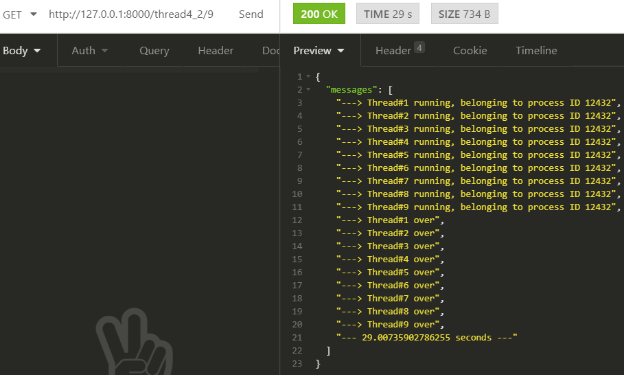 GET http://127.0.0.1:8000/thread4_2/9 Send 200 OK TIME 29 s SIZE 734 B
Body Auth Query Header Doc Preview Header 4 Cookie Timeline
1 {
2 "messages": [
3 "---> Thread#1 running, belonging to process ID 12432",
4 "---> Thread#2 running, belonging to process ID 12432",
5 "---> Thread#3 running, belonging to process ID 12432",
6 "---> Thread#4 running, belonging to process ID 12432",
7 "---> Thread#5 running, belonging to process ID 12432",
8 "---> Thread#6 running, belonging to process ID 12432",
9 "---> Thread#7 running, belonging to process ID 12432",
10 "---> Thread#8 running, belonging to process ID 12432",
11 "---> Thread#9 running, belonging to process ID 12432",
12 "---> Thread#1 over",
13 "---> Thread#2 over",
14 "---> Thread#3 over",
15 "---> Thread#4 over",
16 "---> Thread#5 over",
17 "---> Thread#6 over",
18 "---> Thread#7 over",
19 "---> Thread#8 over",
20 "---> Thread#9 over",
21 "--- 29.00735902786255 seconds ---"
22 ]
23 }